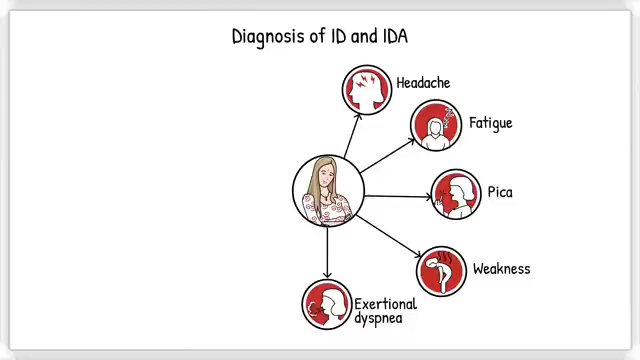 Diagnosis of ID and IDA
Headache
Fatigue
Pica
Weakness
Exertional
dyspnea